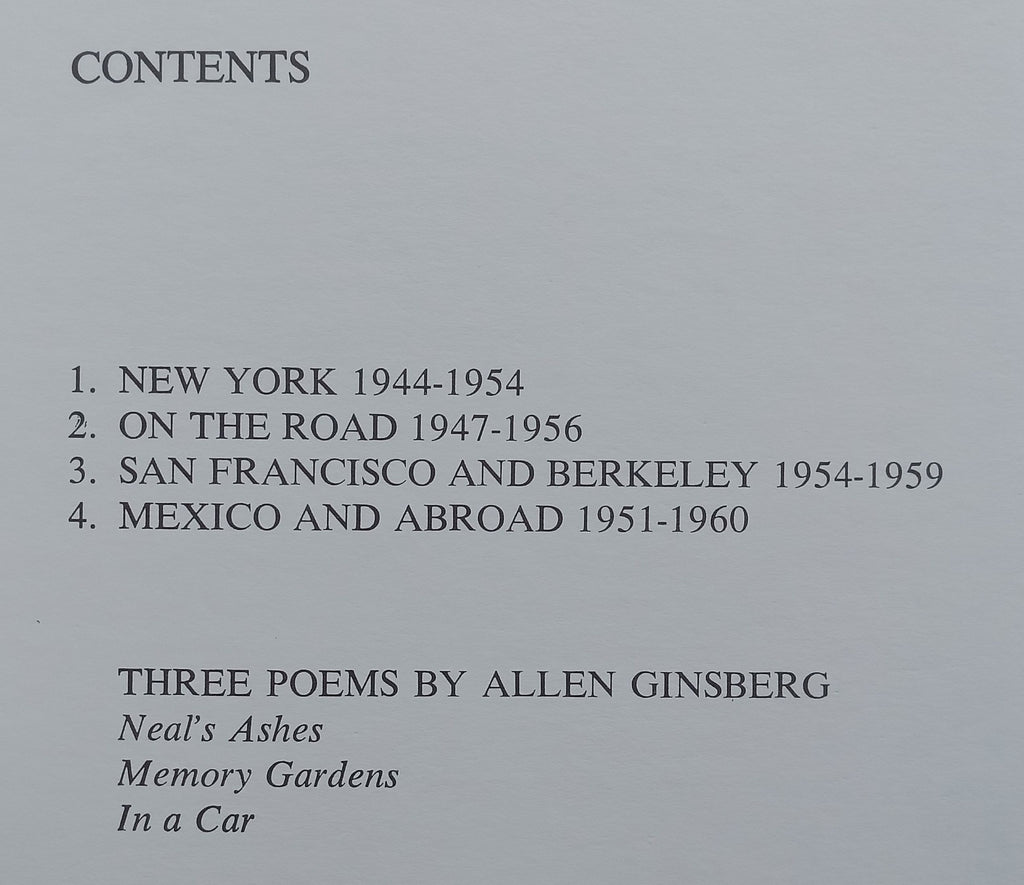 CONTENTS
1. NEW YORK 1944-1954
2. ON THE ROAD 1947-1956
3. SAN FRANCISCO AND BERKELEY 1954-1959
4. MEXICO AND ABROAD 1951-1960
THREE POEMS BY ALLEN GINSBERG
Neal's Ashes
Memory Gardens
In a Car